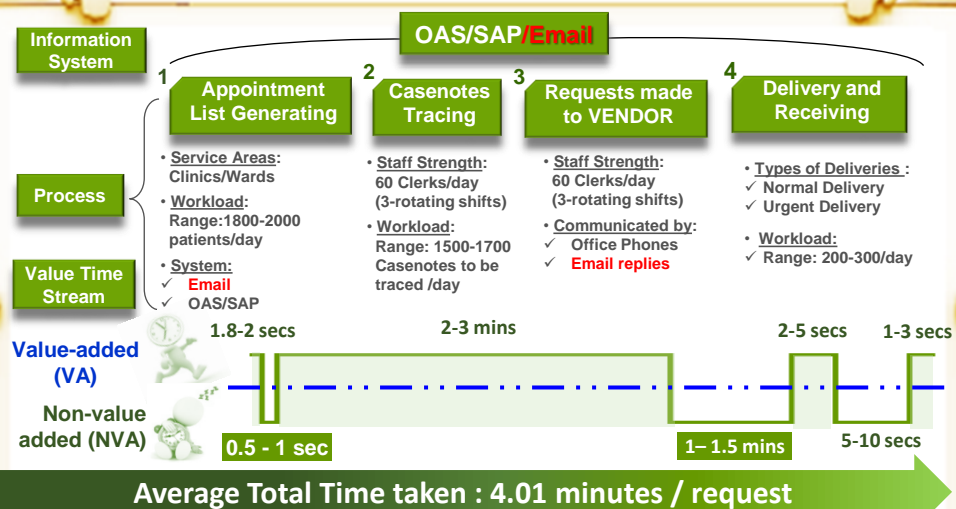 Information
System
OAS/SAP/Email
1
Appointment
List Generating
2
Casenotes
Tracing
3
Requests made
to VENDOR
4
Delivery and
Receiving
Process
• Service Areas:
Clinics/Wards
• Workload:
Range:1800-2000
patients/day
• System:
✓ Email
✓ OAS/SAP
• Staff Strength:
60 Clerks/day
(3-rotating shifts)
• Workload:
Range: 1500-1700
Casenotes to be
traced /day
• Staff Strength:
60 Clerks/day
(3-rotating shifts)
• Communicated by:
✓ Office Phones
✓ Email replies
• Types of Deliveries :
✓ Normal Delivery
✓ Urgent Delivery
• Workload:
✓ Range: 200-300/day
Value Time
Stream
1.8-2 secs
2-3 mins
2-5 secs
1-3 secs
Value-added
(VA)
Non-value
added (NVA)
0.5 - 1 sec
1– 1.5 mins
5-10 secs
Average Total Time taken : 4.01 minutes / request